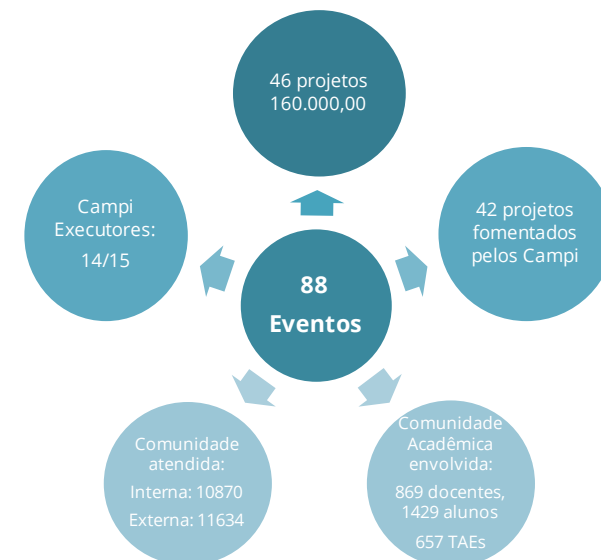 46 projetos
160.000,00
Campi
Executores:
14/15
42 projetos
fomentados
pelos Campi
88
Eventos
Comunidade
atendida:
Interna: 10870
Externa: 11634
Comunidade
Acadêmica
envolvida:
869 docentes,
1429 alunos
657 TAEs